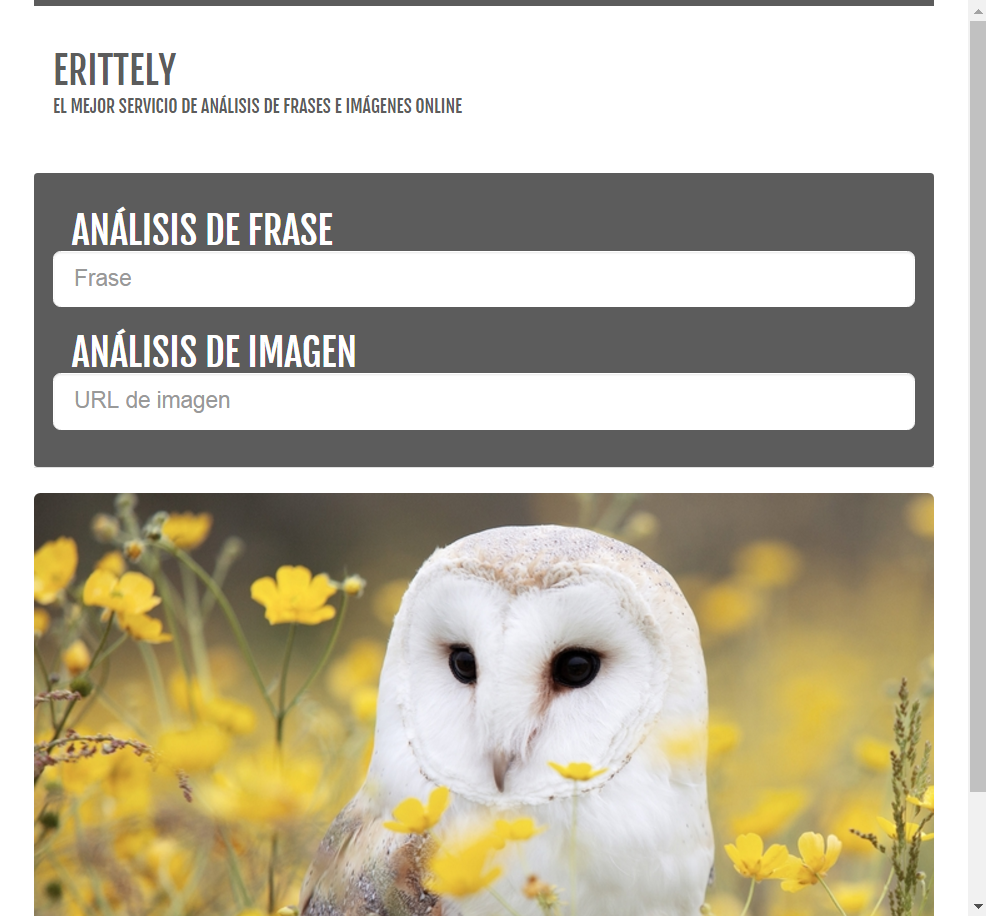 ERITTELY
EL MEJOR SERVICIO DE ANÁLISIS DE FRASES E IMÁGENES ONLINE
ANÁLISIS DE FRASE
Frase
ANÁLISIS DE IMAGEN
URL de imagen